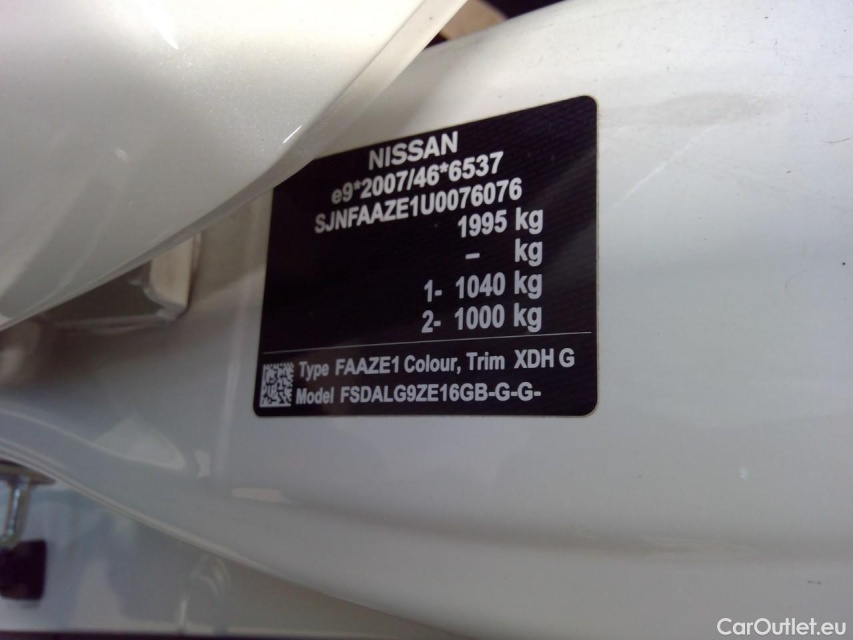 NISSAN
e9*2007/46*6537
SJNFAAZE1U0076076
1995 kg
– kg
1- 1040 kg
2- 1000 kg
Type FAAZE1 Colour, Trim XDH G
Model FSDALG9ZE16GB-G-G-
CarOutlet.eu